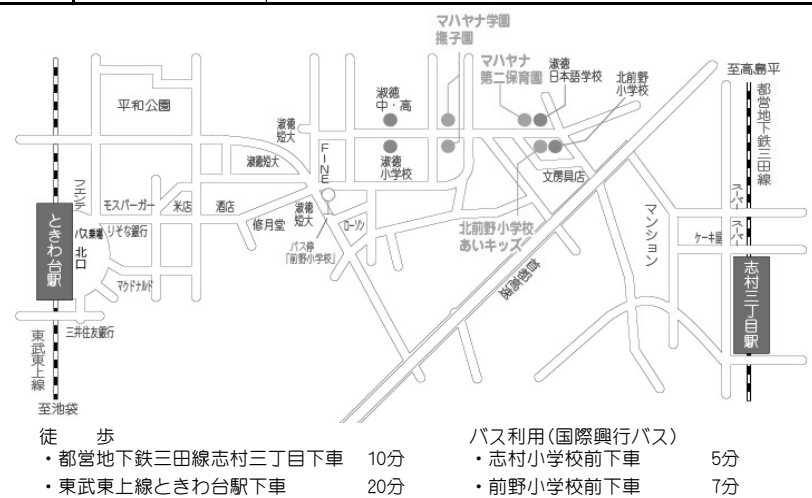 マハヤナ学園
撫子園
マハヤナ
第二保育園
淑徳
日本語学校
北前野
小学校
至高島平
都営地下鉄三田線
平和公園
淑徳
中・高
淑徳
短大
淑徳短大
FINE
淑徳
小学校
文房具店
フエンテ
モスバーガー
米店
酒店
修月堂
淑徳
短大
ローソン
バス停
「前野小学校」
北前野小学校
あいキッズ
マンション
スーパー
スーパー
ケーキ屋
ときわ台駅
バス乗場
北口
りそな銀行
マクドナルド
首都高速
志村三丁目駅
三井住友銀行
東武東上線
至池袋
徒 歩
・都営地下鉄三田線志村三丁目下車 10分
・東武東上線ときわ台駅下車 20分
バス利用(国際興行バス)
・志村小学校前下車 5分
・前野小学校前下車 7分